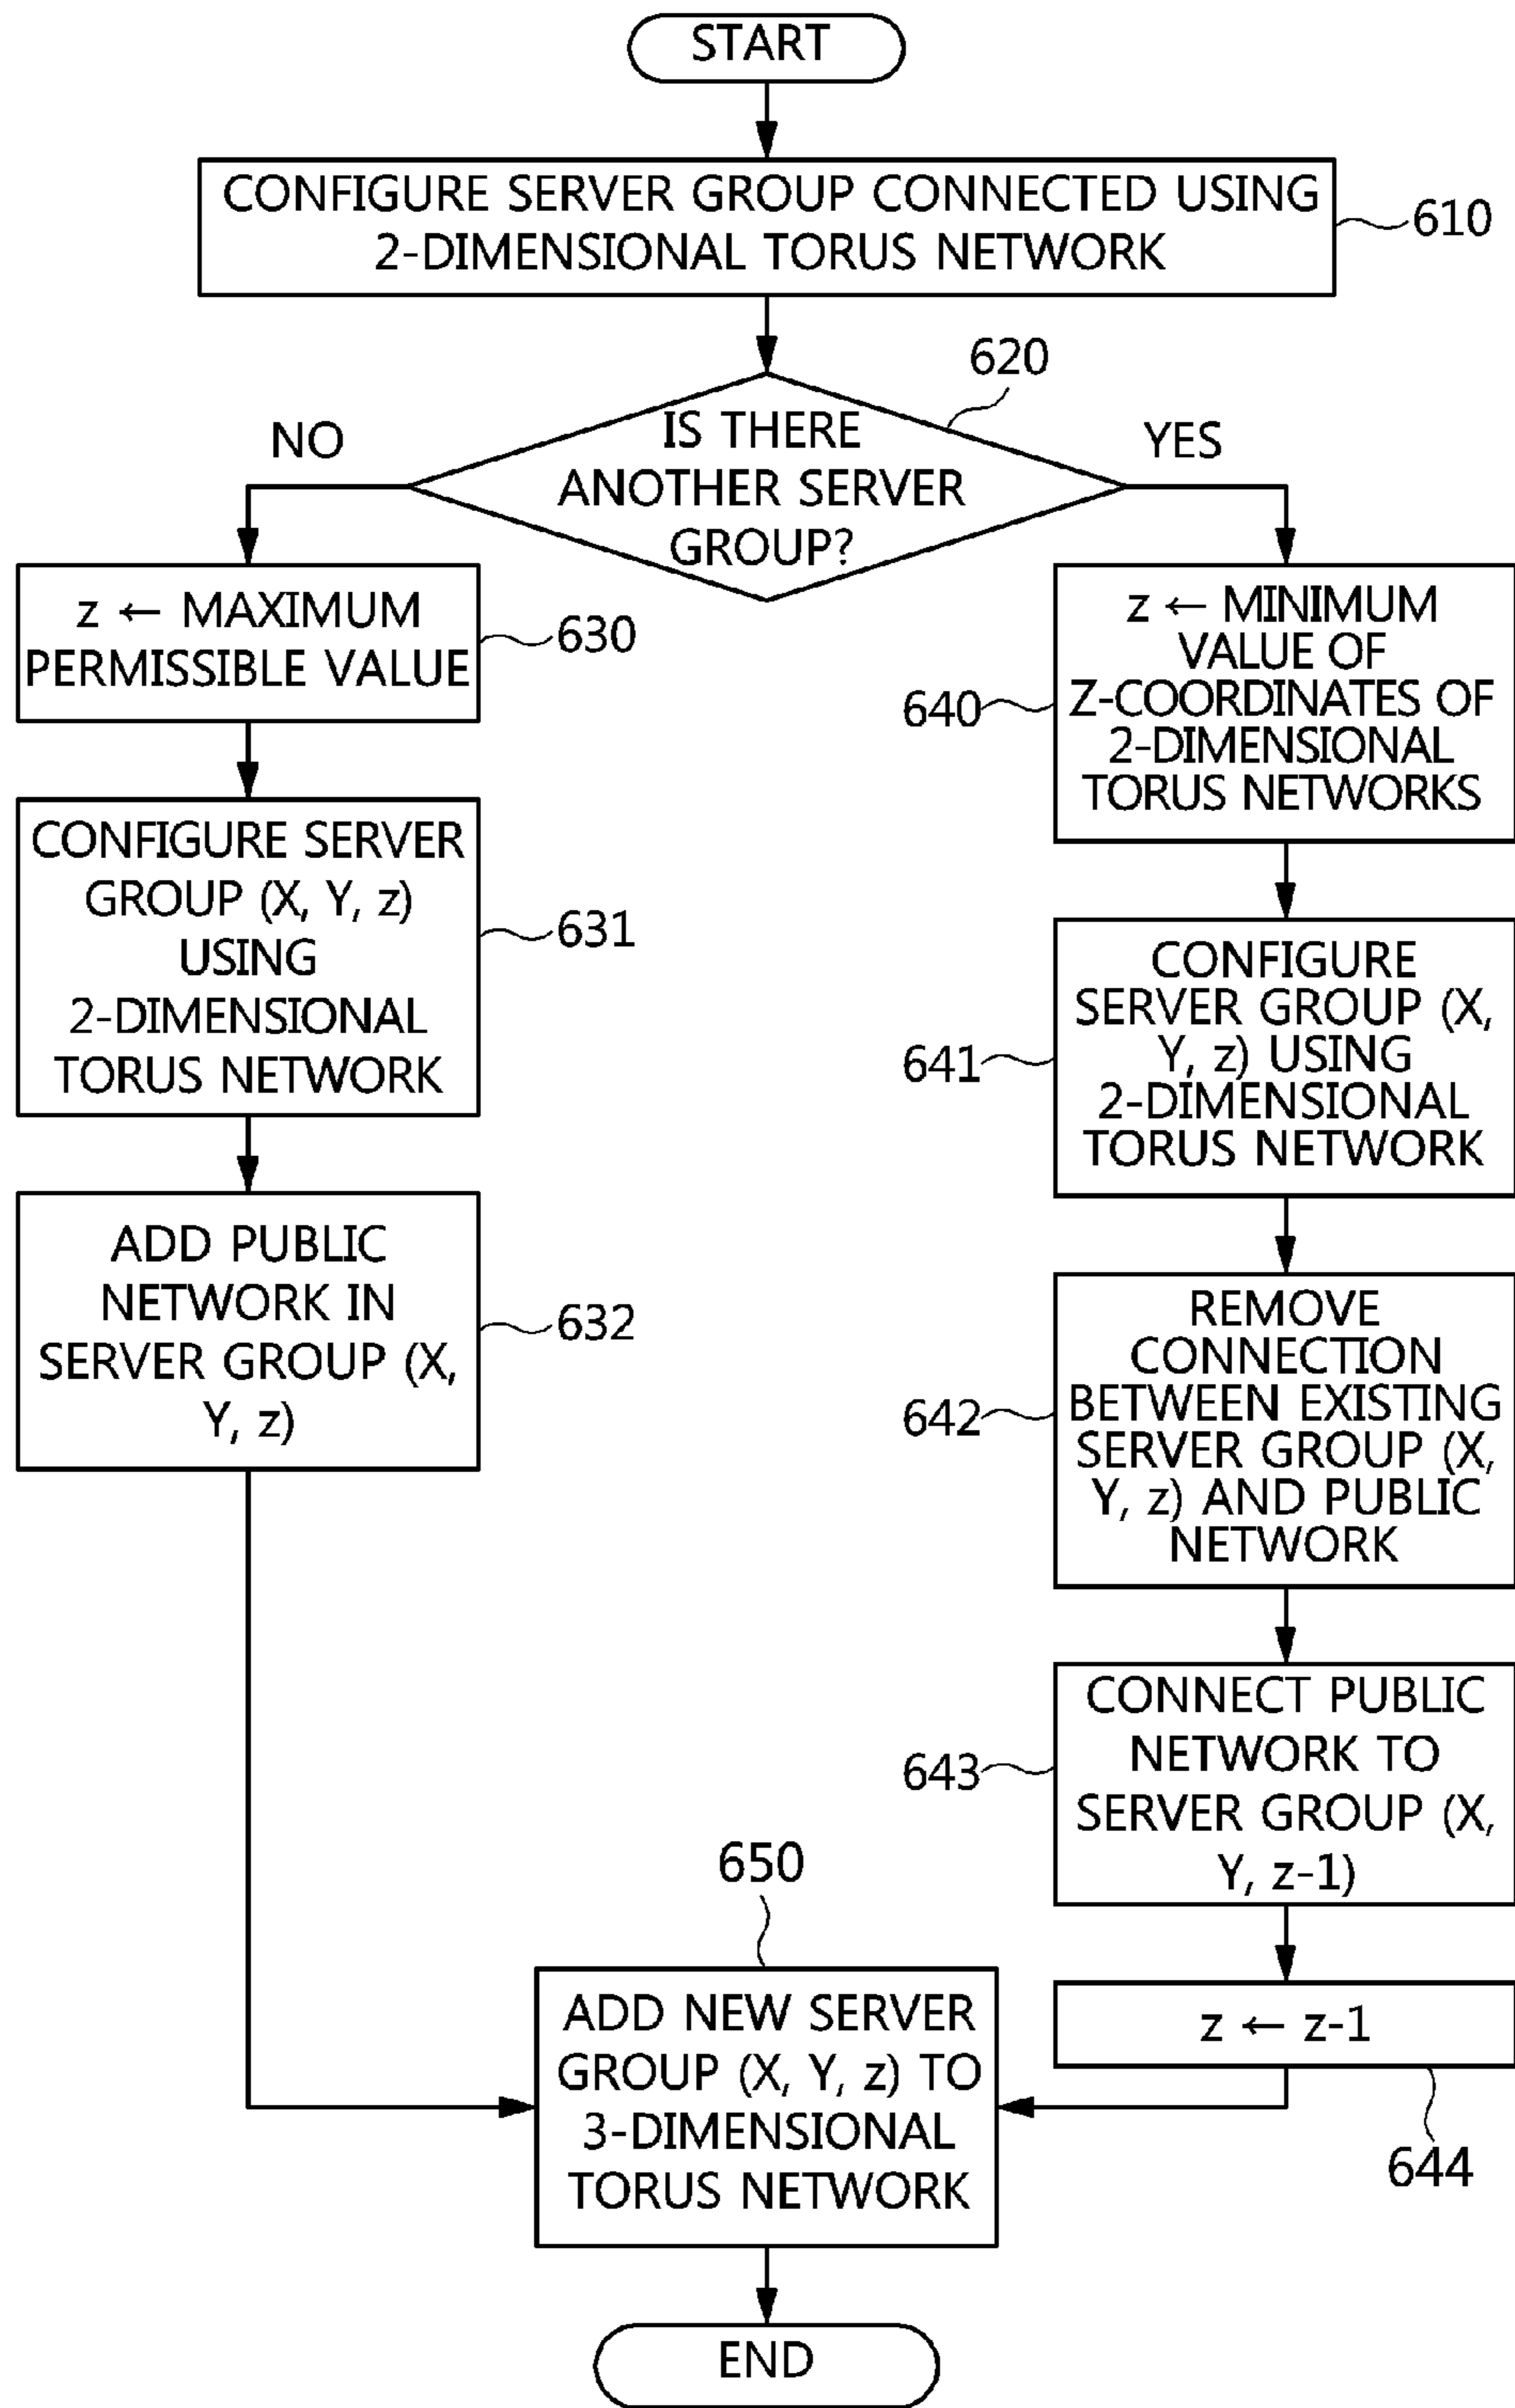 START
CONFIGURE SERVER GROUP CONNECTED USING
2-DIMENSIONAL TORUS NETWORK
610
620
IS THERE
ANOTHER SERVER
GROUP?
NO
YES
z ← MAXIMUM
PERMISSIBLE VALUE
630
CONFIGURE SERVER
GROUP (X, Y, z)
USING
2-DIMENSIONAL
TORUS NETWORK
631
ADD PUBLIC
NETWORK IN
SERVER GROUP (X,
Y, z)
632
z ← MINIMUM
VALUE OF
Z-COORDINATES OF
2-DIMENSIONAL
TORUS NETWORKS
640
CONFIGURE
SERVER GROUP (X,
Y, z) USING
2-DIMENSIONAL
TORUS NETWORK
641
REMOVE
CONNECTION
BETWEEN EXISTING
SERVER GROUP (X,
Y, z) AND PUBLIC
NETWORK
642
CONNECT PUBLIC
NETWORK TO
SERVER GROUP (X,
Y, z-1)
643
z ← z-1
644
650
ADD NEW SERVER
GROUP (X, Y, z) TO
3-DIMENSIONAL
TORUS NETWORK
END